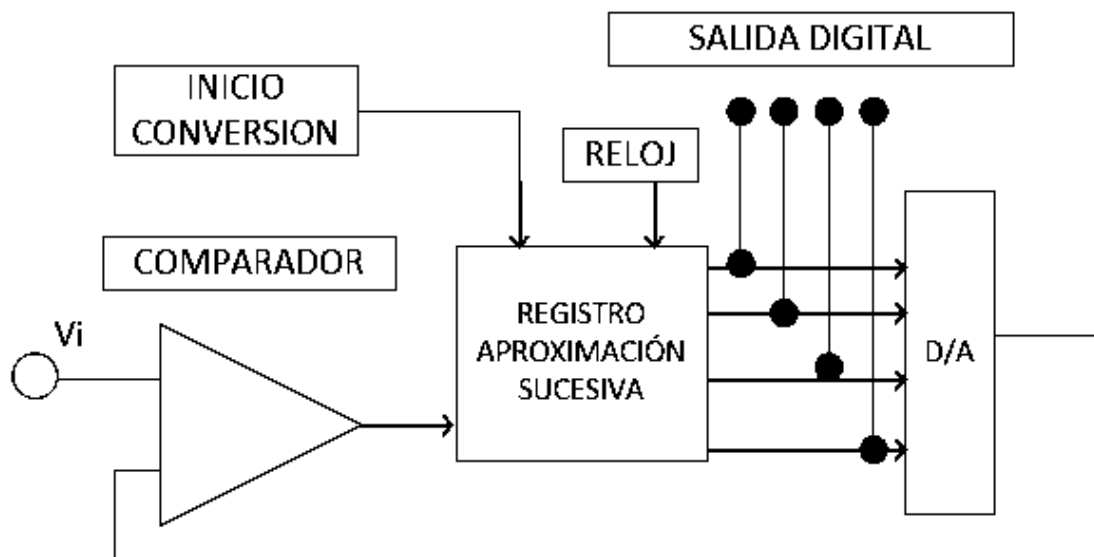 SALIDA DIGITAL
INICIO
CONVERSION
RELOJ
COMPARADOR
Vi
REGISTRO
APROXIMACIÓN
SUCESIVA
D/A